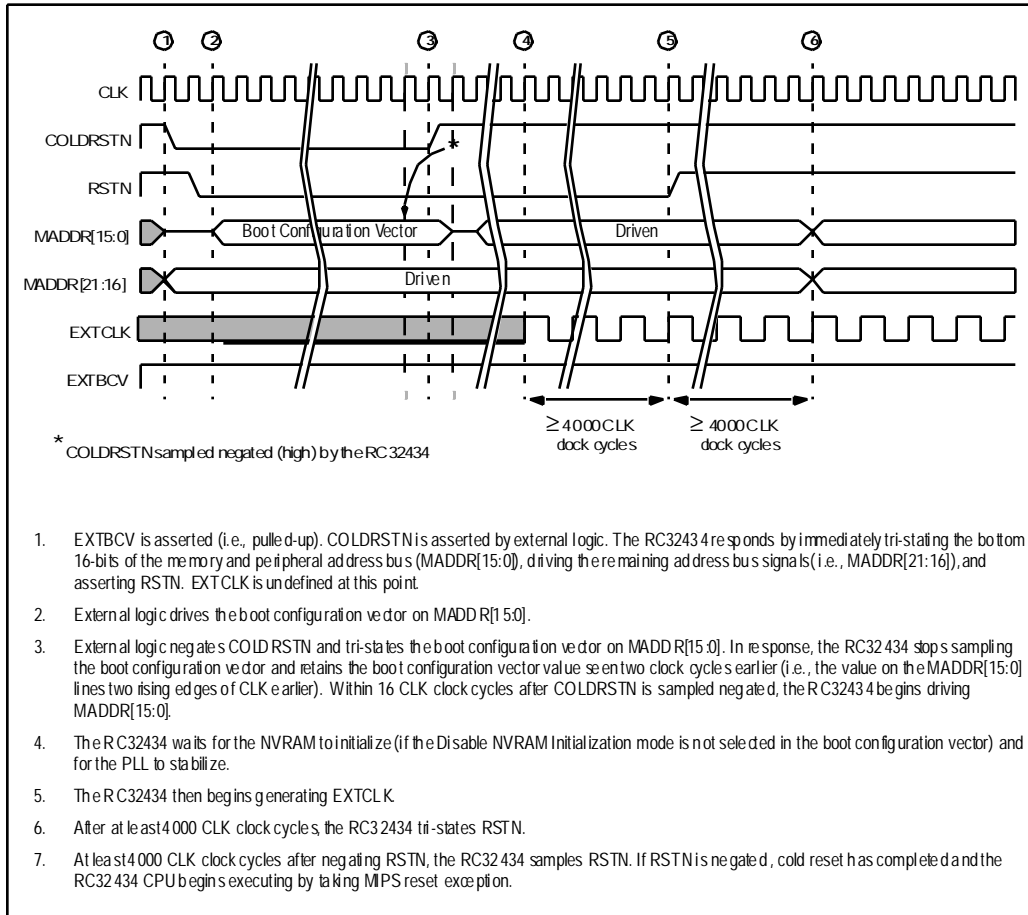 1 2 3 4 5 6
CLK
COLDRSTN
*
RSTN
MADDR[15:0] Boot Configuration Vector Driven
MADDR[21:16] Driven
EXTCLK
EXTBCV
≥ 4000 CLK
clock cycles
≥ 4000 CLK
clock cycles
* COLDRSTN sampled negated (high) by the RC32434
1. EXTBCV is asserted (i.e., pulled-up). COLDRSTN is asserted by external logic. The RC32434 responds by immediately tri-stating the bottom
16-bits of the memory and peripheral address bus (MADDR[15:0]), driving the remaining address bus signals (i.e., MADDR[21:16]), and
asserting RSTN. EXTCLK is undefined at this point.
2. External logic drives the boot configuration vector on MADDR[15:0].
3. External logic negates COLDRSTN and tri-states the boot configuration vector on MADDR[15:0]. In response, the RC32434 stops sampling
the boot configuration vector and retains the boot configuration vector value seen two clock cycles earlier (i.e., the value on the MADDR[15:0]
lines two rising edges of CLK earlier). Within 16 CLK clock cycles after COLDRSTN is sampled negated, the RC32434 begins driving
MADDR[15:0].
4. The RC32434 waits for the NVRAM to initialize (if the Disable NVRAM Initialization mode is not selected in the boot configuration vector) and
for the PLL to stabilize.
5. The RC32434 then begins generating EXTCLK.
6. After at least 4000 CLK clock cycles, the RC32434 tri-states RSTN.
7. At least 4000 CLK clock cycles after negating RSTN, the RC32434 samples RSTN. If RSTN is negated, cold reset has completed and the
RC32434 CPU begins executing by taking MIPS reset exception.